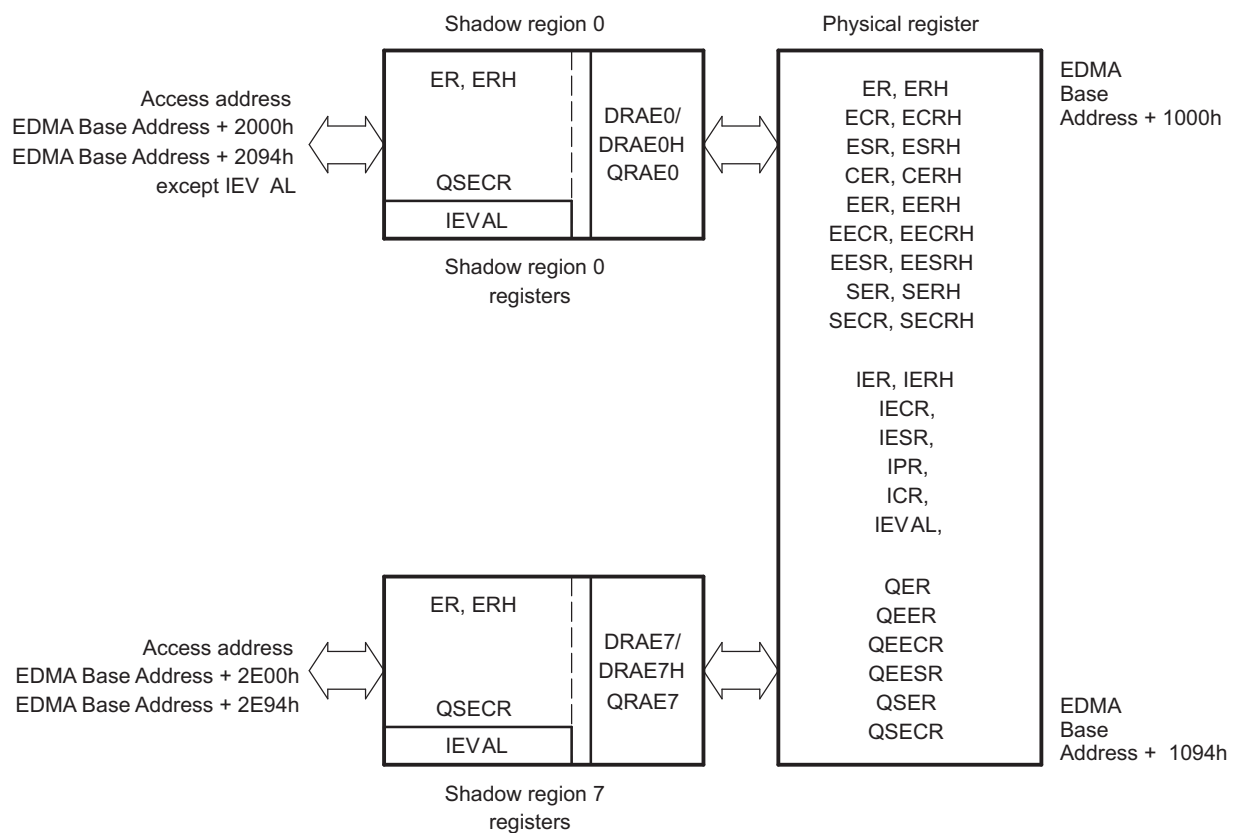 Shadow region 0
Physical register
Access address
EDMA Base Address + 2000h
EDMA Base Address + 2094h
except IEV AL
ER, ERH
QSECR
IEVAL
DRAE0/
DRAE0H
QRAE0
Shadow region 0
registers
ER, ERH
ECR, ECRH
ESR, ESRH
CER, CERH
EER, EERH
EECR, EECRH
EESR, EESRH
SER, SERH
SECR, SECRH
IER, IERH
IECR,
IESR,
IPR,
ICR,
IEVAL,
QER
QEER
QEECR
QEESR
QSER
QSECR
EDMA
Base
Address + 1000h
Access address
EDMA Base Address + 2E00h
EDMA Base Address + 2E94h
ER, ERH
QSECR
IEVAL
DRAE7/
DRAE7H
QRAE7
Shadow region 7
registers
EDMA
Base
Address + 1094h